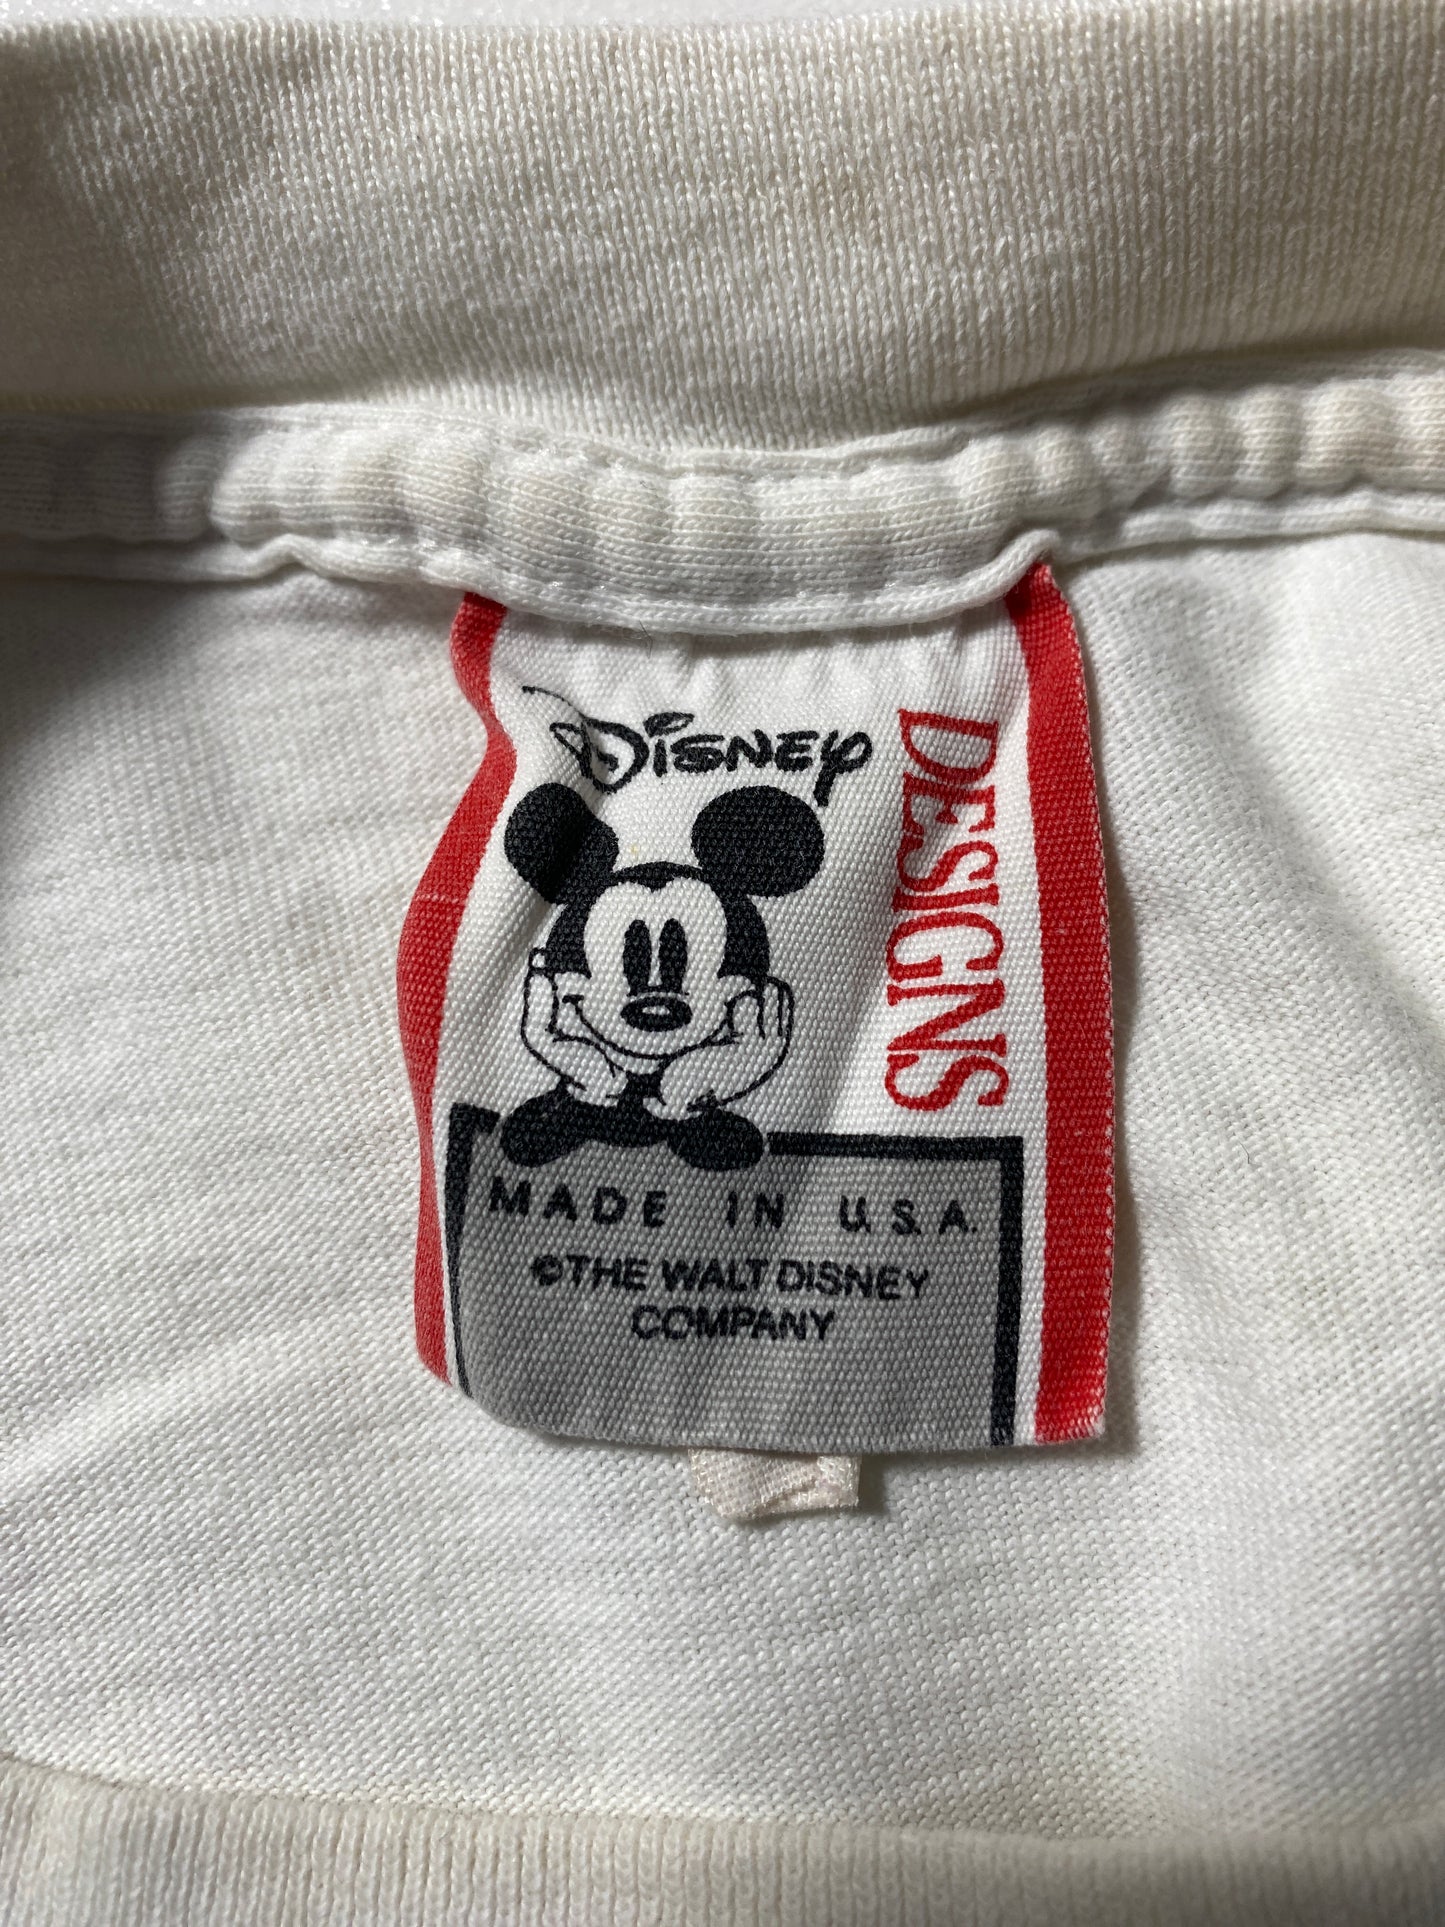 Disney
DESIGNS
MADE IN U.S.A.
©THE WALT DISNEY
COMPANY